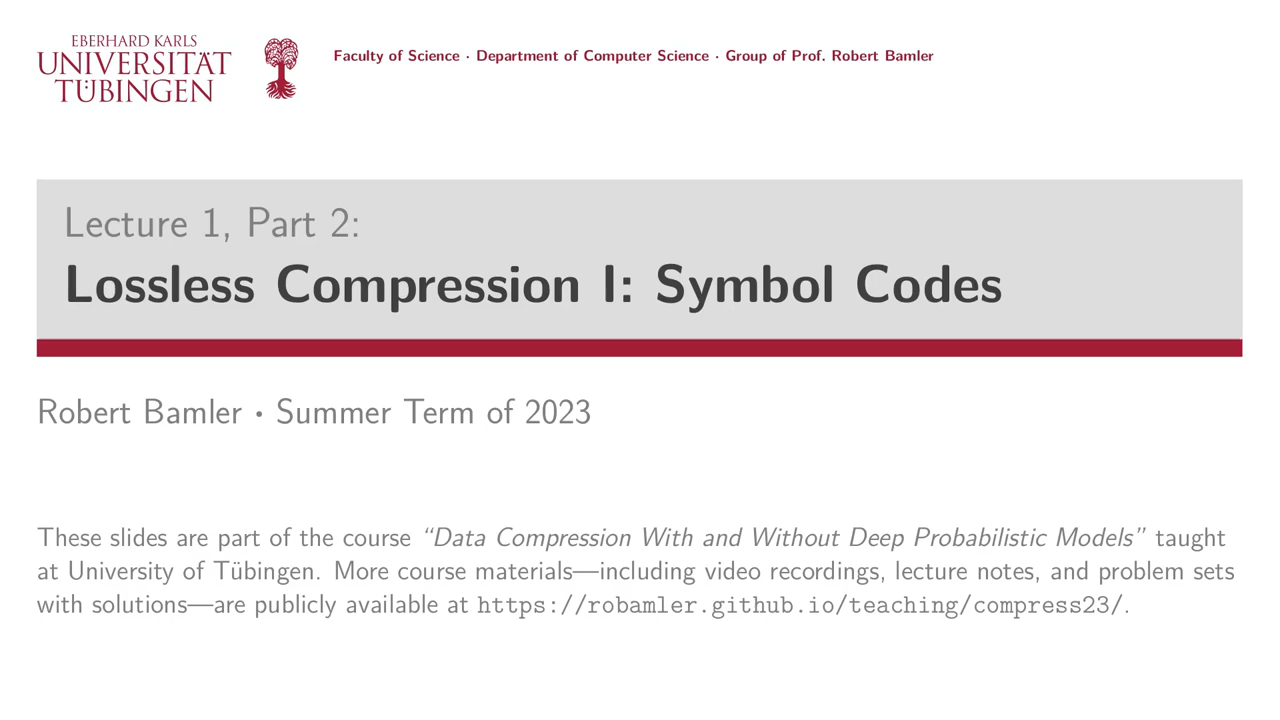 EBERHARD KARLS
UNIVERSITÄT
TÜBINGEN
Faculty of Science · Department of Computer Science · Group of Prof. Robert Bamler
Lecture 1, Part 2:
Lossless Compression I: Symbol Codes
Robert Bamler · Summer Term of 2023
These slides are part of the course “Data Compression With and Without Deep Probabilistic Models” taught
at University of Tübingen. More course materials—including video recordings, lecture notes, and problem sets
with solutions—are publicly available at https://robamler.github.io/teaching/compress23/.